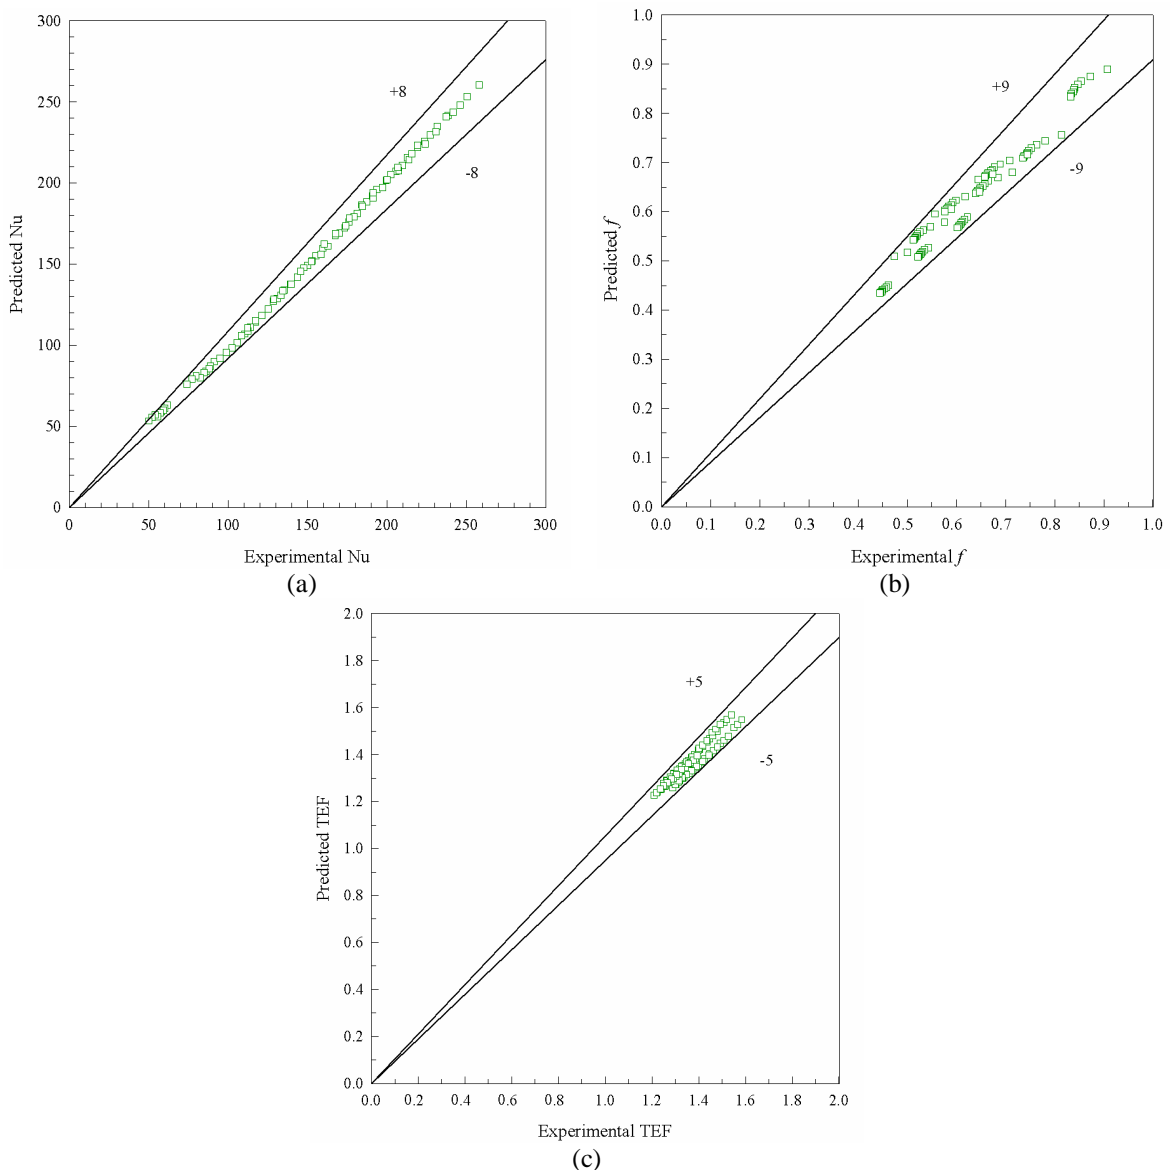 300
250
200
150
100
50
0
Predicted Nu
+8
-8
0 50 100 150 200 250 300
Experimental Nu
(a)
1.0
0.9
0.8
0.7
0.6
0.5
0.4
0.3
0.2
0.1
0.0
Predicted f
+9
-9
0.0 0.1 0.2 0.3 0.4 0.5 0.6 0.7 0.8 0.9 1.0
Experimental f
(b)
2.0
1.8
1.6
1.4
1.2
1.0
0.8
0.6
0.4
0.2
0.0
Predicted TEF
+5
-5
0.0 0.2 0.4 0.6 0.8 1.0 1.2 1.4 1.6 1.8 2.0
Experimental TEF
(c)